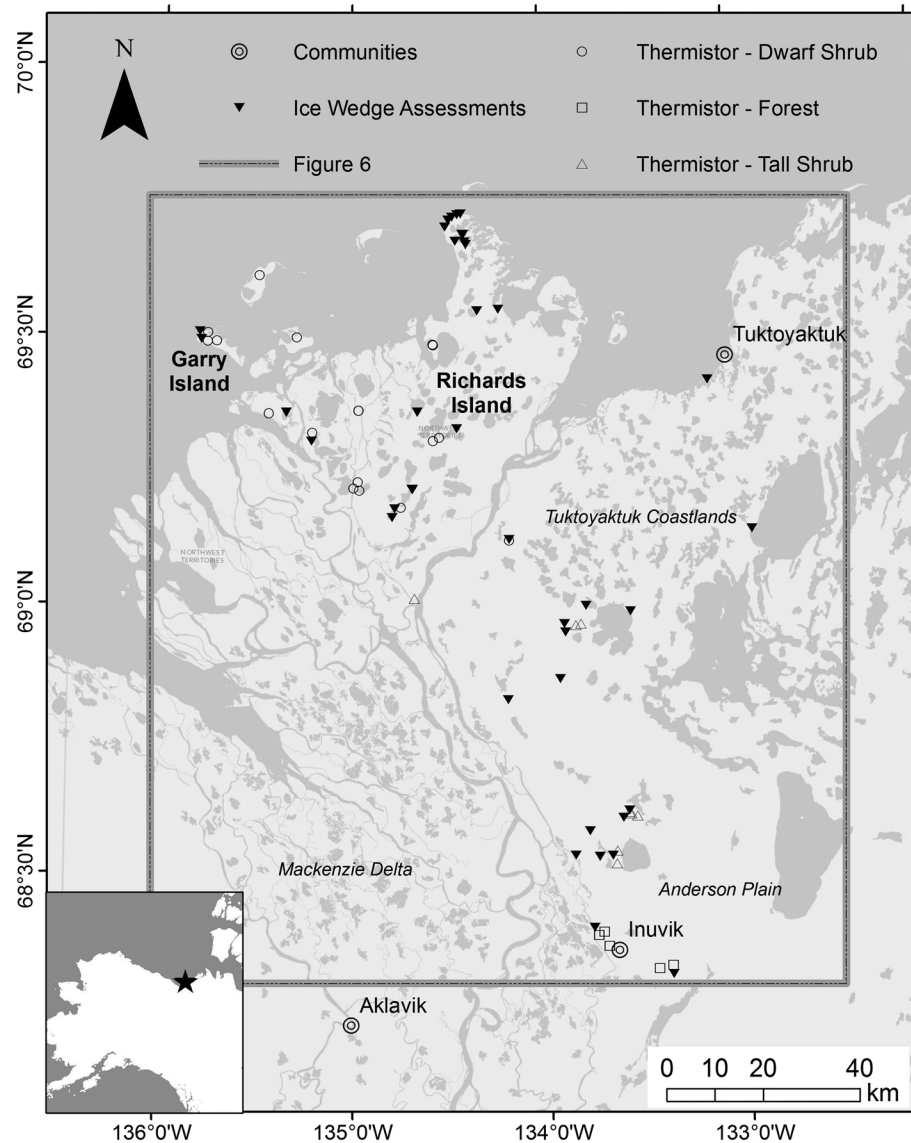 70°0'N
N
Communities
Thermistor - Dwarf Shrub
Ice Wedge Assessments
Thermistor - Forest
Figure 6
Thermistor - Tall Shrub
69°30'N
Tuktoyaktuk
Garry
Island
Richards
Island
NORTHWEST
TERRITORIES
Tuktoyaktuk Coastlands
NORTHWEST
TERRITORIES
69°0'N
68°30'N
Mackenzie Delta
Anderson Plain
Inuvik
Aklavik
0 10 20 40
km
136°0'W 135°0'W 134°0'W 133°0'W